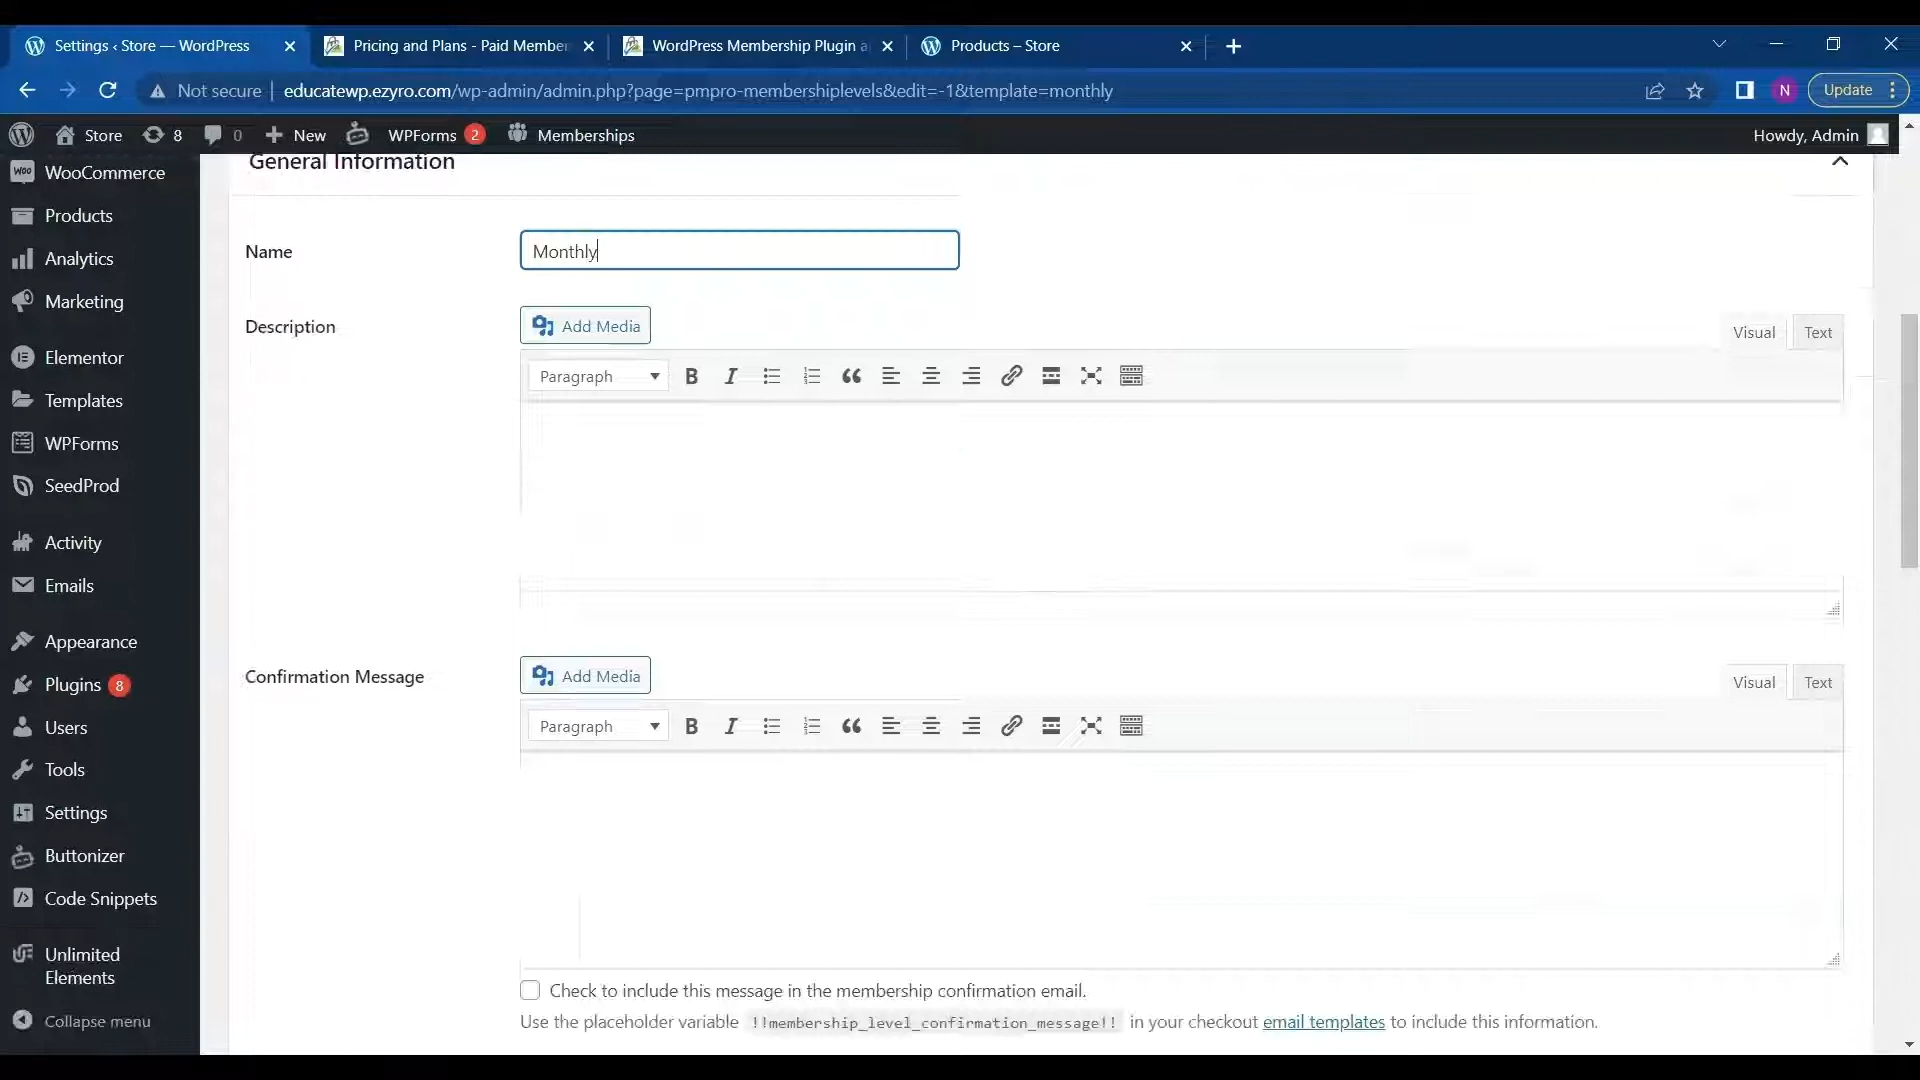 Settings ‹ Store — WordPress
Pricing and Plans - Paid Member
WordPress Membership Plugin a
Products – Store
Not secure
educatewp.ezyro.com/wp-admin/admin.php?page=pmpro-membershiplevels&edit=-1&template=monthly
N
Update
Store
8
0
New
WPForms 2
Memberships
Howdy, Admin
WooCommerce
Products
Analytics
Marketing
Elementor
Templates
WPForms
SeedProd
Activity
Emails
Appearance
Plugins 8
Users
Tools
Settings
Buttonizer
Code Snippets
Unlimited
Elements
Collapse menu
General Information
Name
Monthly
Description
Add Media
Visual
Text
Paragraph
Confirmation Message
Add Media
Visual
Text
Paragraph
Check to include this message in the membership confirmation email.
Use the placeholder variable !!membership_level_confirmation_message!! in your checkout email templates to include this information.